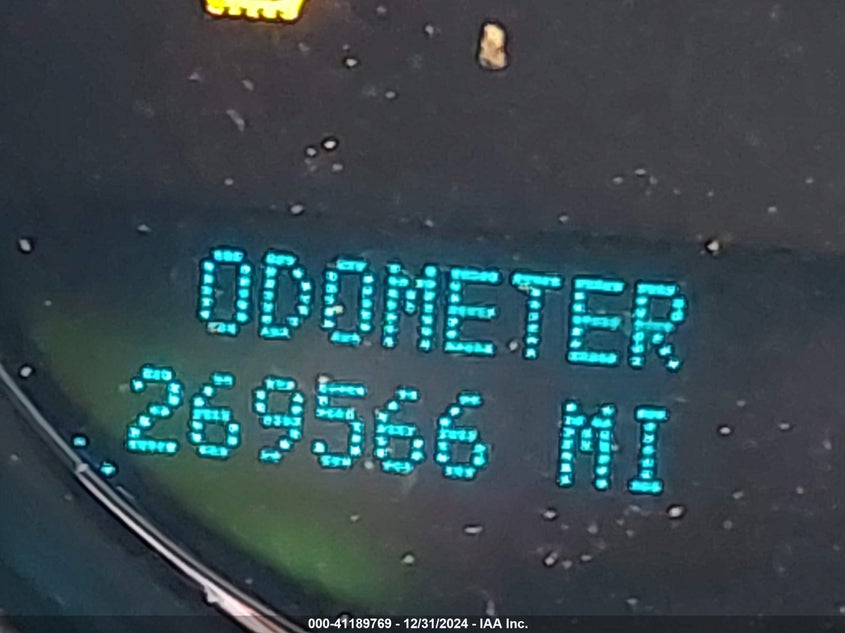 ODOMETER
269566 MI
000-41189769 - 12/31/2024 - IAA Inc.